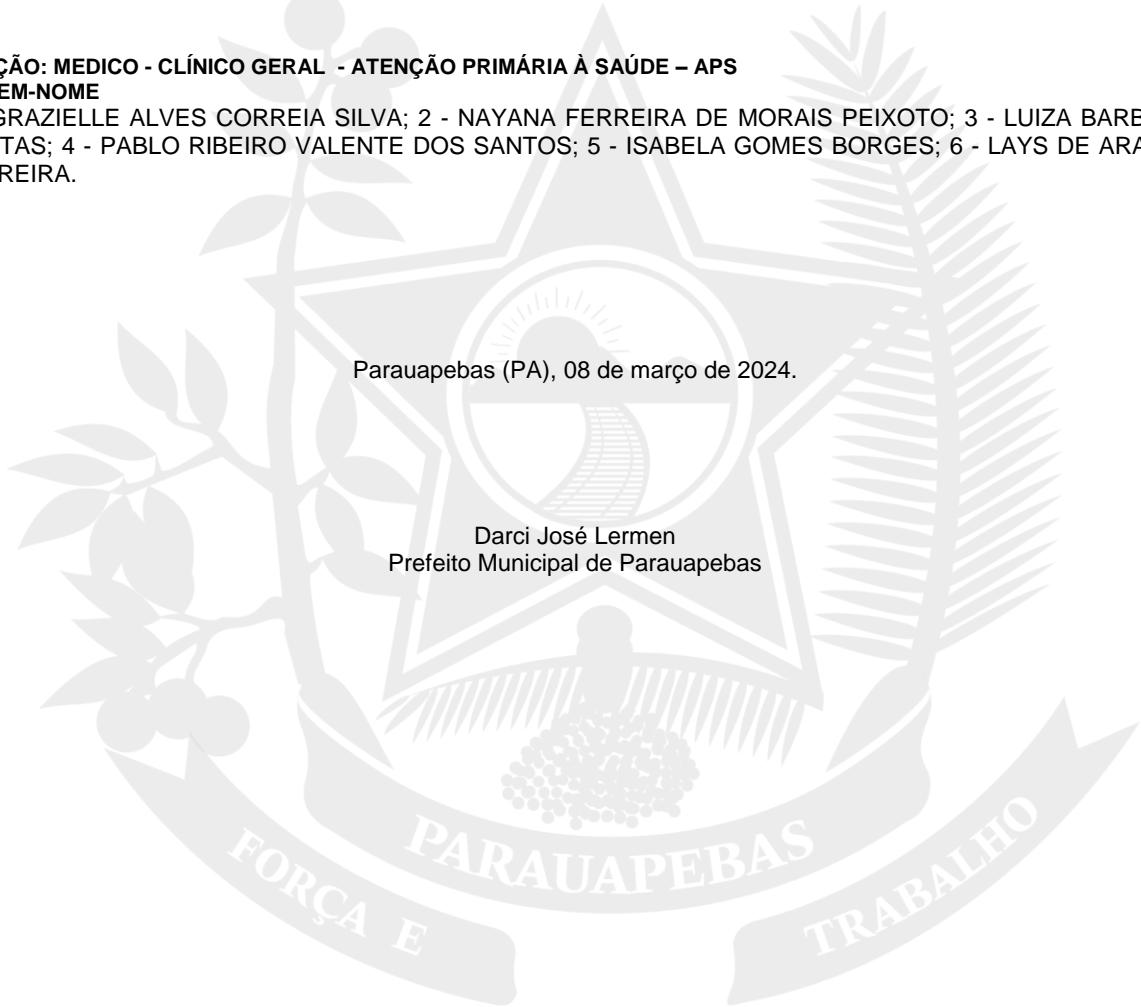 ÇÃO: MEDICO - CLÍNICO GERAL - ATENÇÃO PRIMÁRIA À SAÚDE – APS
EM-NOME
GRAZIELLE ALVES CORREIA SILVA; 2 - NAYANA FERREIRA DE MORAIS PEIXOTO; 3 - LUIZA BARB
TAS; 4 - PABLO RIBEIRO VALENTE DOS SANTOS; 5 - ISABELA GOMES BORGES; 6 - LAYS DE ARA
REIRA.
Parauapebas (PA), 08 de março de 2024.
Darci José Lermen
Prefeito Municipal de Parauapebas
FORÇA E
PARAUAPEBAS
TRABALHO